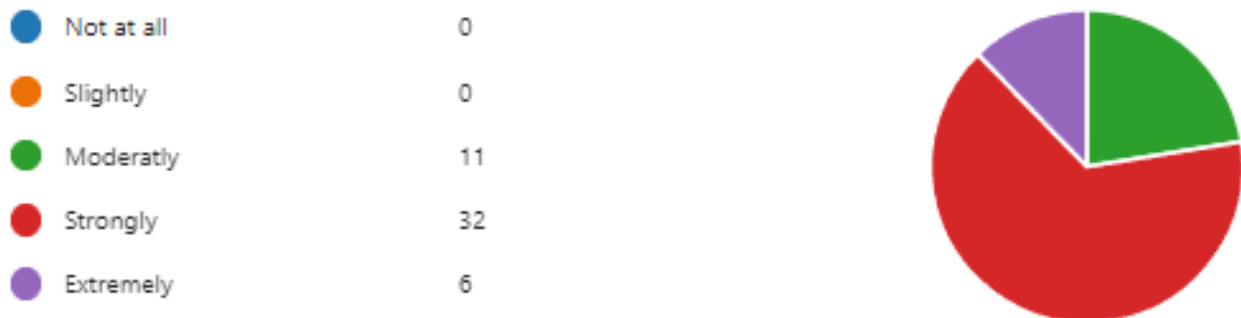 Not at all 0
Slightly 0
Moderatly 11
Strongly 32
Extremely 6